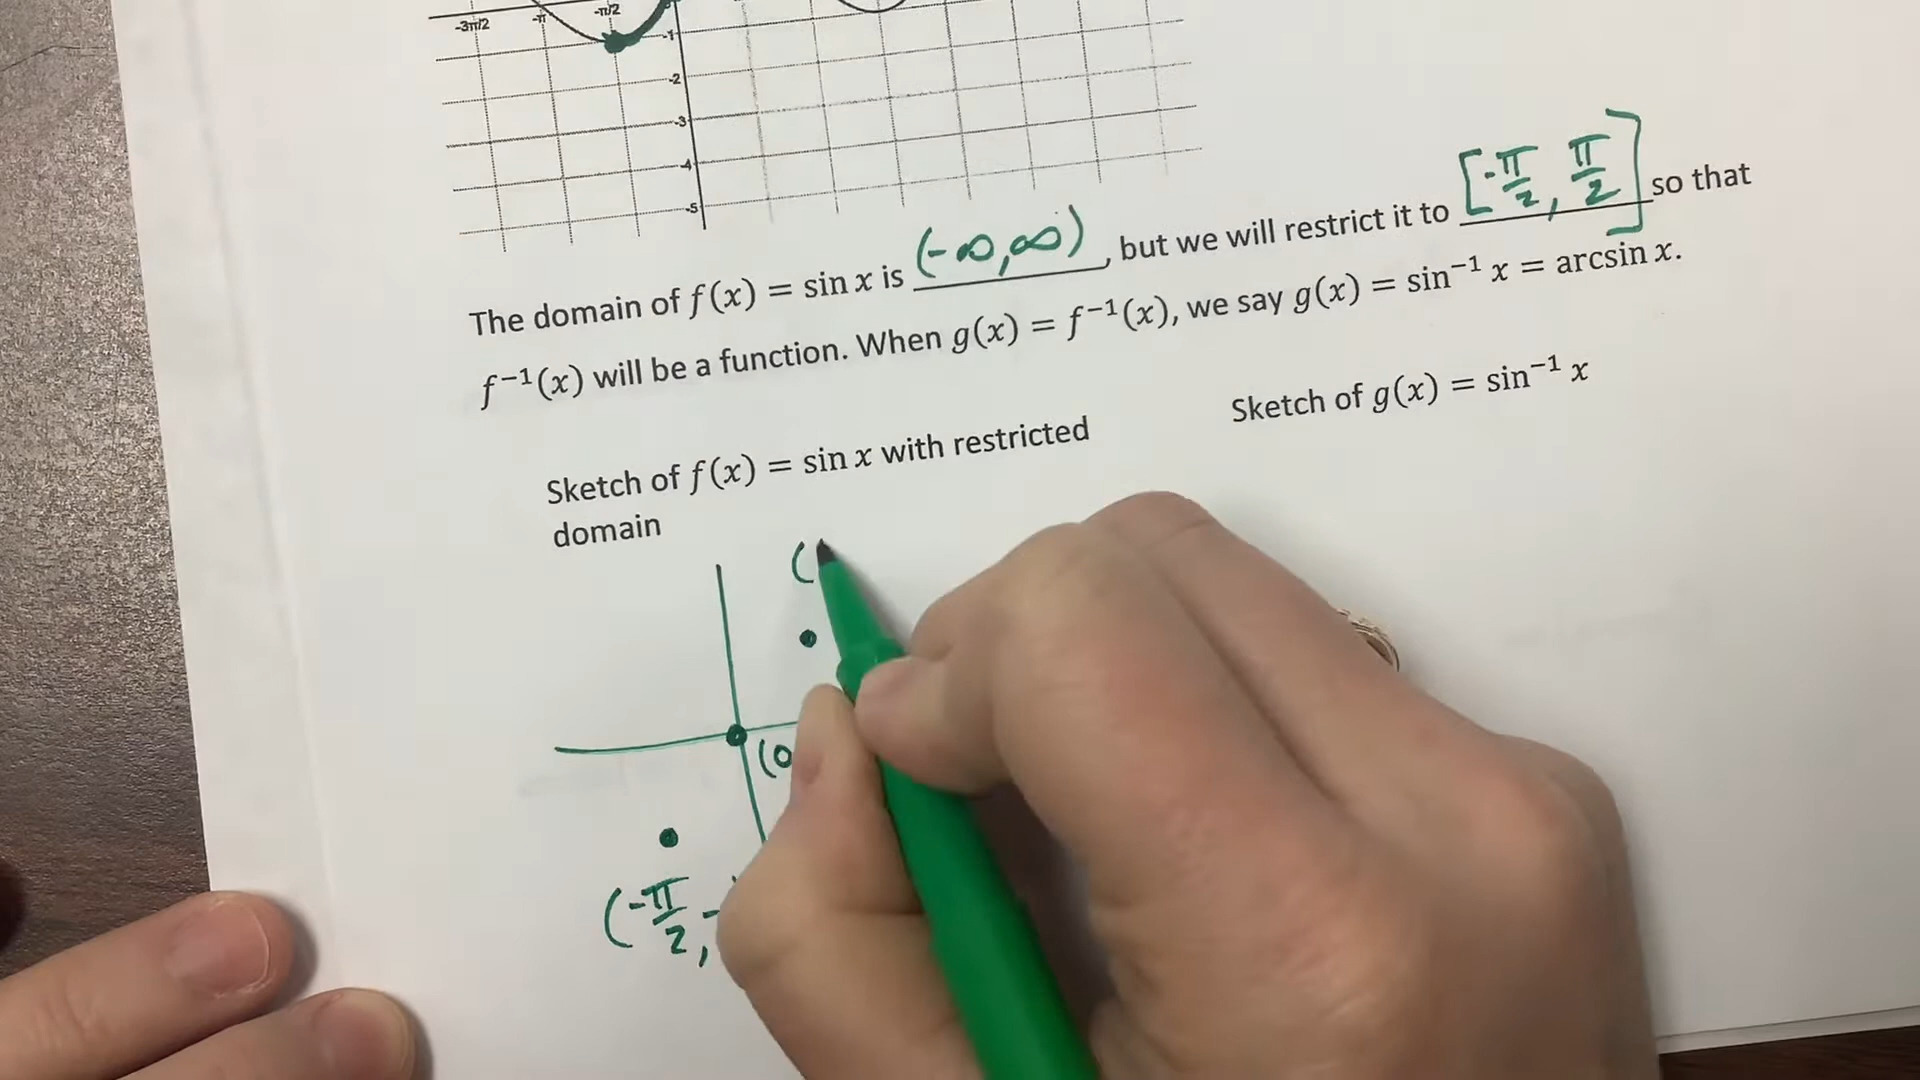 -3π/2 -π -π/2
-1
-2
-3
-4
-5
The domain of f(x) = sin x is (-∞,∞), but we will restrict it to [-π/2, π/2] so that
f⁻¹(x) will be a function. When g(x) = f⁻¹(x), we say g(x) = sin⁻¹ x = arcsin x.
Sketch of f(x) = sin x with restricted
domain
Sketch of g(x) = sin⁻¹ x
(
(0
(-π/2, -